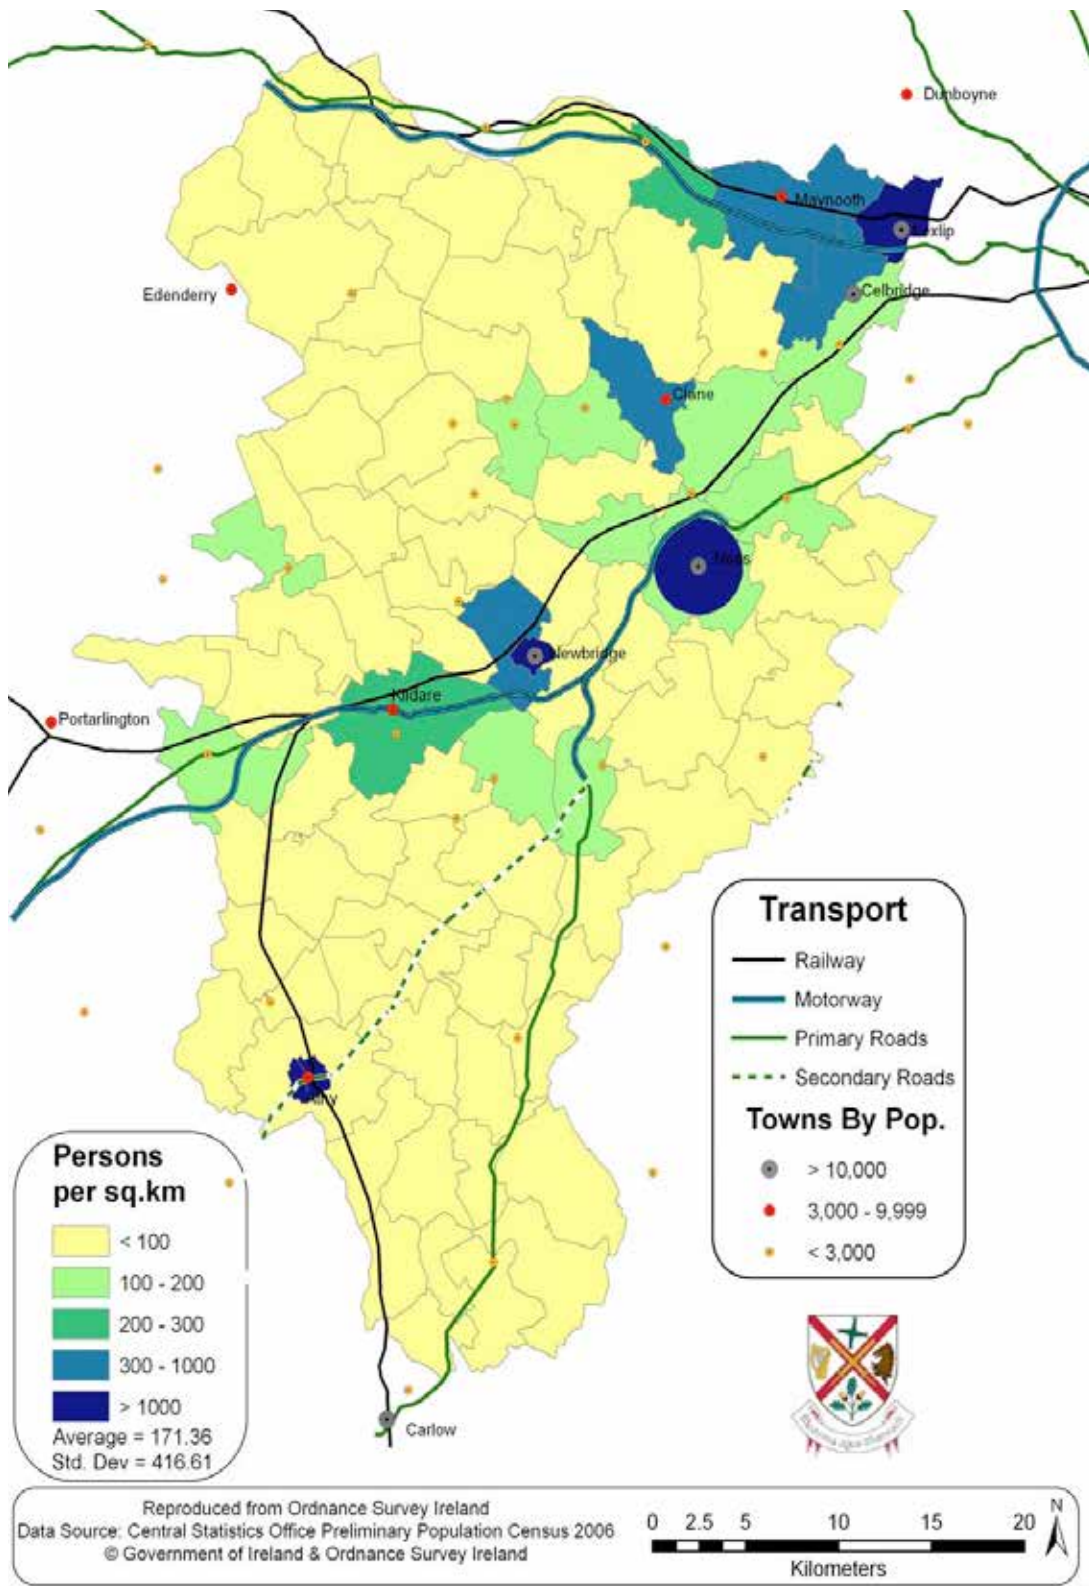 Dunboyne
Maynooth
Leixlip
Edenderry
Celbridge
Clane
Naas
Newbridge
Kildare
Portarlington
Athy
Carlow
Transport
Railway
Motorway
Primary Roads
Secondary Roads
Towns By Pop.
> 10,000
3,000 - 9,999
< 3,000
Persons
per sq.km
< 100
100 - 200
200 - 300
300 - 1000
> 1000
Average = 171.36
Std. Dev = 416.61
Reproduced from Ordnance Survey Ireland
Data Source: Central Statistics Office Preliminary Population Census 2006
© Government of Ireland & Ordnance Survey Ireland
0 2.5 5 10 15 20
Kilometers
N